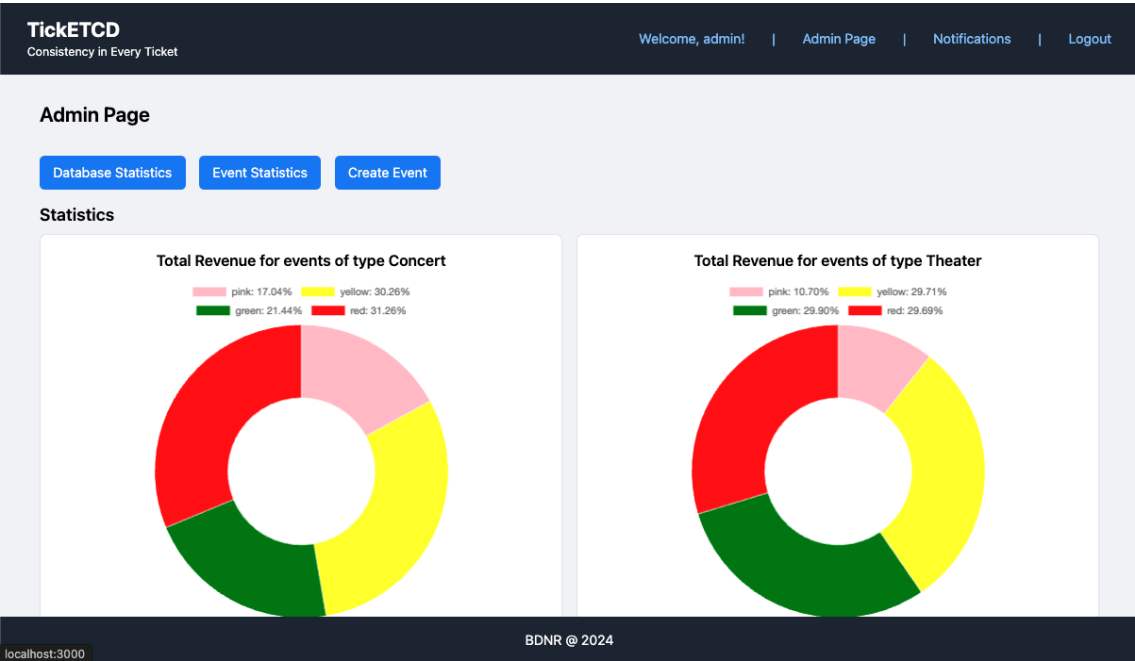 TickETCD
Consistency in Every Ticket
Welcome, admin! | Admin Page | Notifications | Logout
Admin Page
Database Statistics Event Statistics Create Event
Statistics
Total Revenue for events of type Concert
pink: 17.04% yellow: 30.26%
green: 21.44% red: 31.26%
Total Revenue for events of type Theater
pink: 10.70% yellow: 29.71%
green: 29.90% red: 29.69%
BDNR @ 2024
localhost:3000